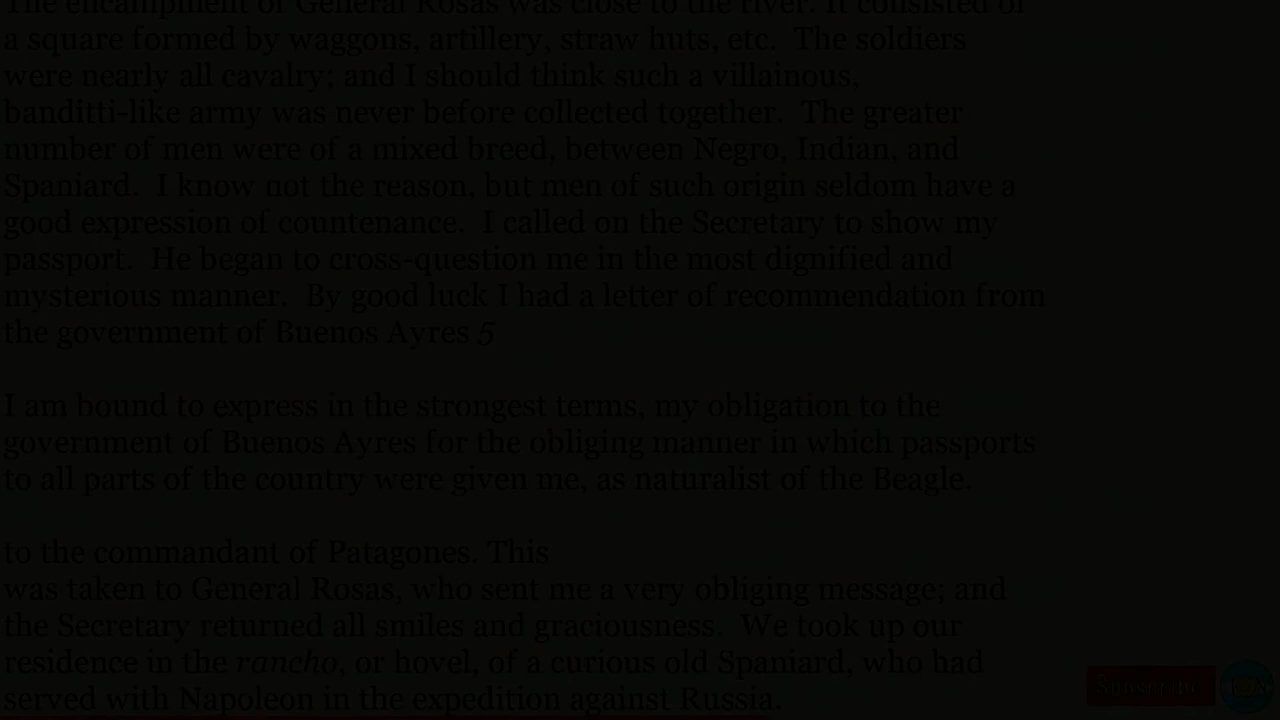 The encampment of General Rosas was close to the river. It consisted of
a square formed by waggons, artillery, straw huts, etc. The soldiers
were nearly all cavalry; and I should think such a villainous,
banditti-like army was never before collected together. The greater
number of men were of a mixed breed, between Negro, Indian, and
Spaniard. I know not the reason, but men of such origin seldom have a
good expression of countenance. I called on the Secretary to show my
passport. He began to cross-question me in the most dignified and
mysterious manner. By good luck I had a letter of recommendation from
the government of Buenos Ayres 5
I am bound to express in the strongest terms, my obligation to the
government of Buenos Ayres for the obliging manner in which passports
to all parts of the country were given me, as naturalist of the Beagle.
to the commandant of Patagones. This
was taken to General Rosas, who sent me a very obliging message; and
the Secretary returned all smiles and graciousness. We took up our
residence in the rancho, or hovel, of a curious old Spaniard, who had
served with Napoleon in the expedition against Russia.
Subscribe